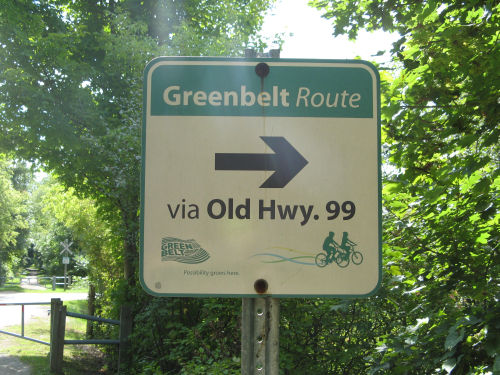 Greenbelt Route
via Old Hwy. 99
GREEN
BELT
Possibility grows here.